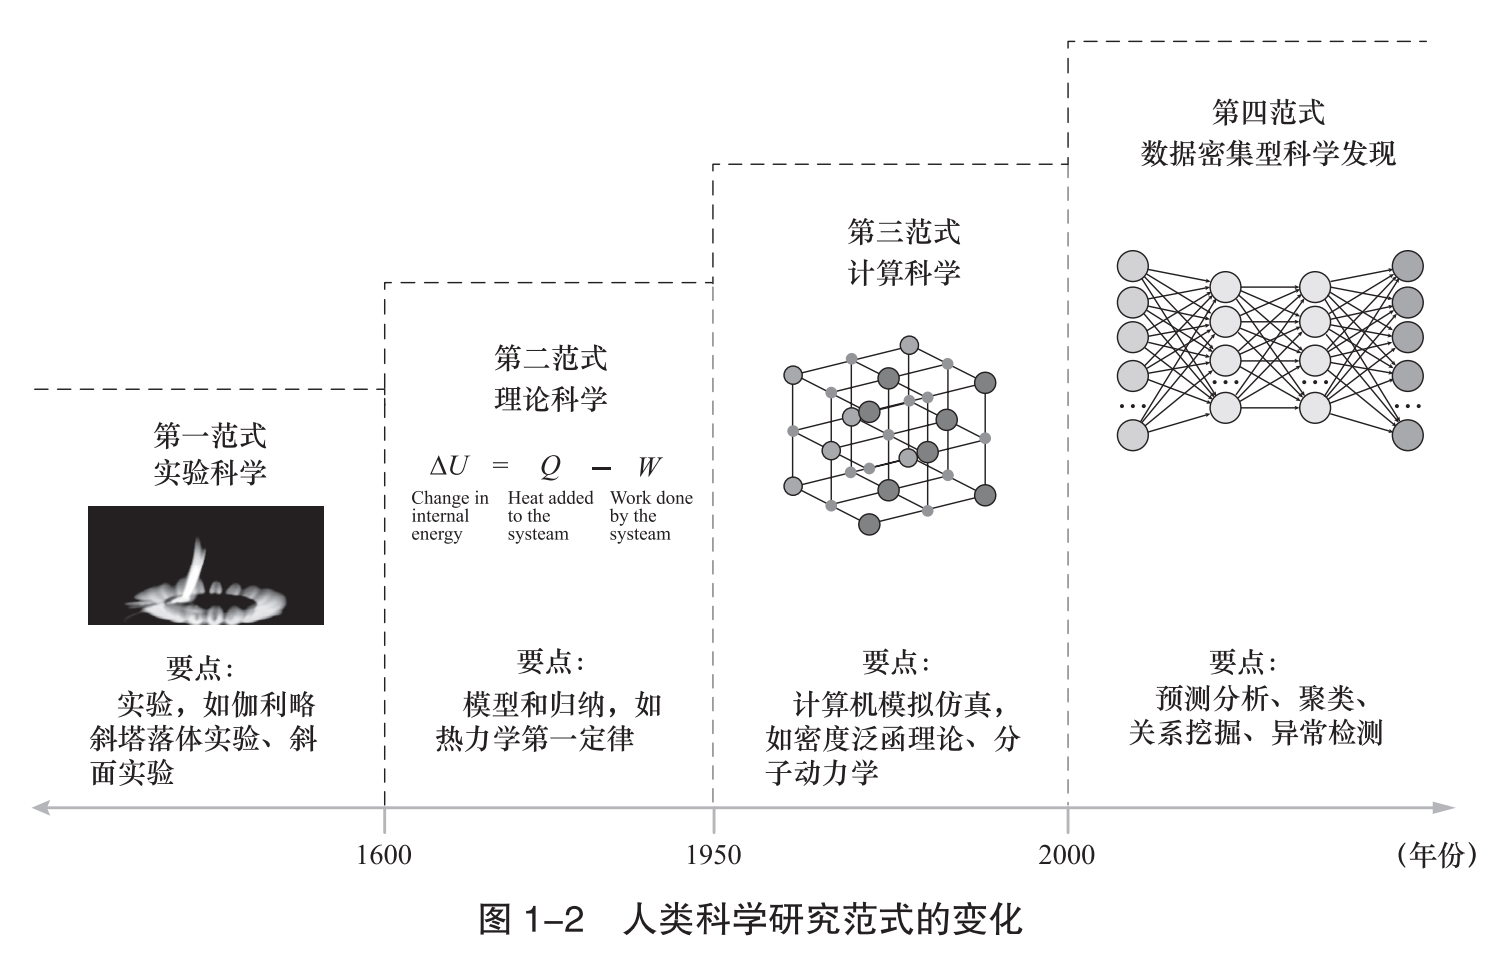 第一范式
实验科学
要点：
实验，如伽利略
斜塔落体实验、斜
面实验
第二范式
理论科学
ΔU = Q – W
Change in internal energy
Heat added to the systeam
Work done by the systeam
要点：
模型和归纳，如
热力学第一定律
第三范式
计算科学
要点：
计算机模拟仿真，
如密度泛函理论、分
子动力学
第四范式
数据密集型科学发现
...
...
...
...
要点：
预测分析、聚类、
关系挖掘、异常检测
1600
1950
2000
（年份）
图 1–2　人类科学研究范式的变化